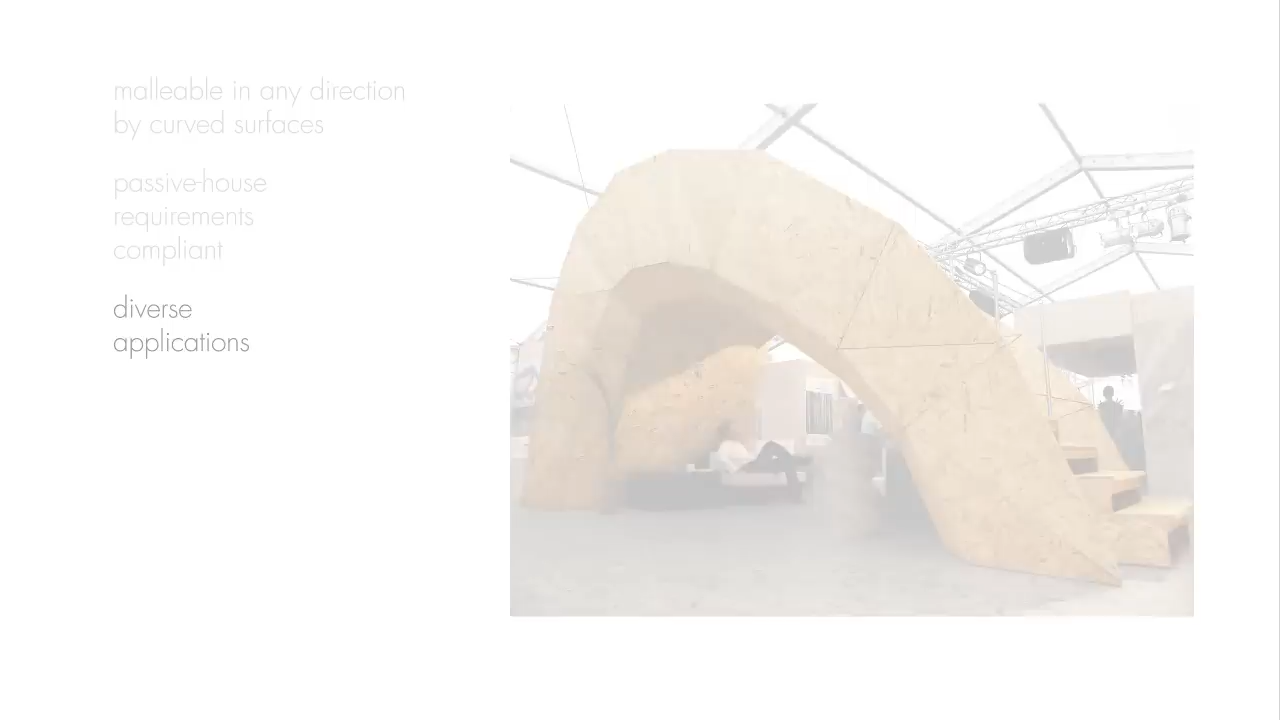 malleable in any direction
by curved surfaces
passive-house
requirements
compliant
diverse
applications